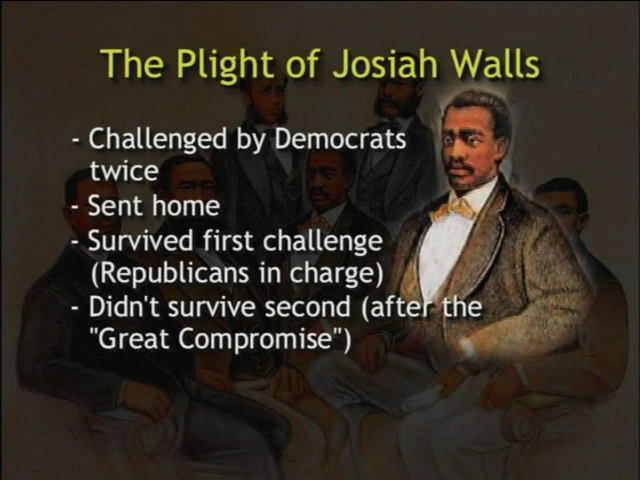 The Plight of Josiah Walls
- Challenged by Democrats
twice
- Sent home
- Survived first challenge
(Republicans in charge)
- Didn't survive second (after the
"Great Compromise")